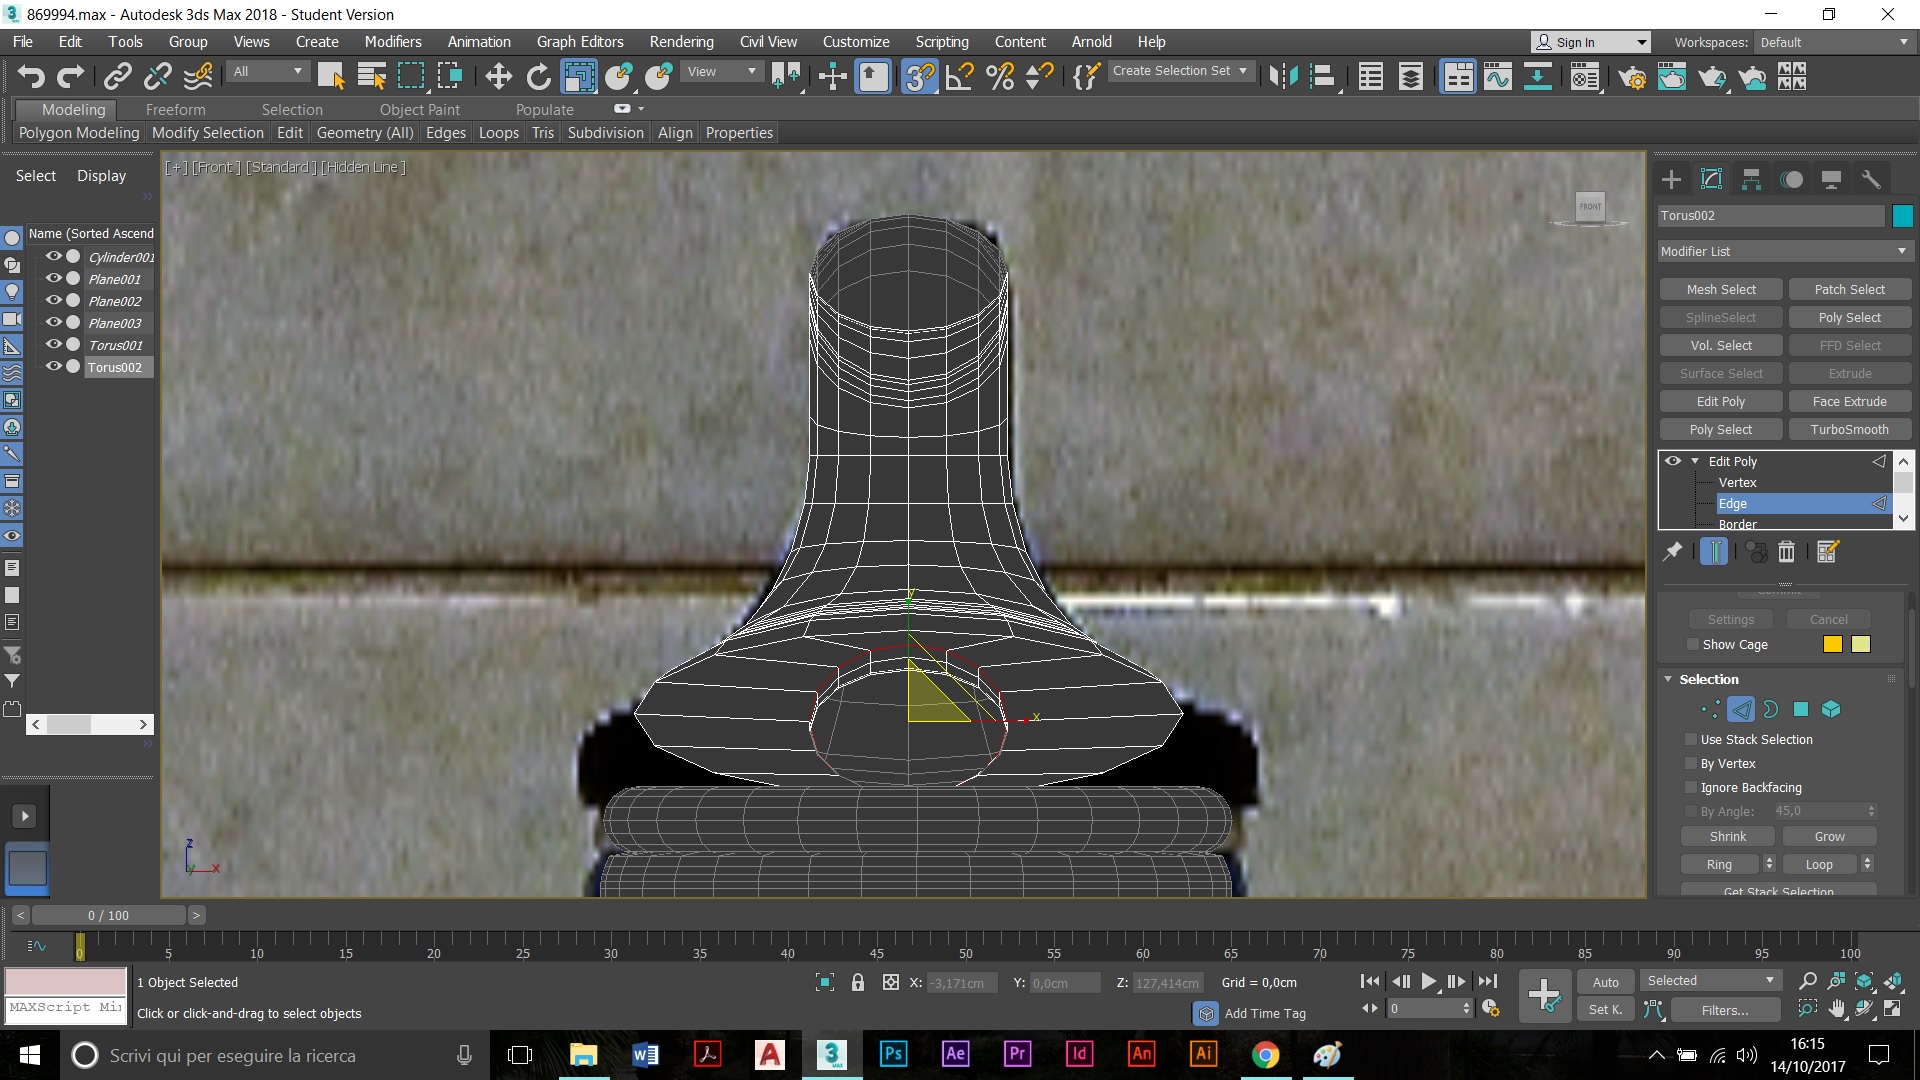 869994.max - Autodesk 3ds Max 2018 - Student Version
File Edit Tools Group Views Create Modifiers Animation Graph Editors Rendering Civil View Customize Scripting Content Arnold Help
Sign In
Workspaces: Default
All
View
Create Selection Set
Modeling Freeform Selection Object Paint Populate
Polygon Modeling Modify Selection Edit Geometry (All) Edges Loops Tris Subdivision Align Properties
Select Display
[+] [Front] [Standard] [Hidden Line]
FRONT
Name (Sorted Ascend
Cylinder001
Plane001
Plane002
Plane003
Torus001
Torus002
Torus002
Modifier List
Mesh Select Patch Select
SplineSelect Poly Select
Vol. Select FFD Select
Surface Select Extrude
Edit Poly Face Extrude
Poly Select TurboSmooth
Edit Poly
Vertex
Edge
Border
Commit
Settings Cancel
Show Cage
Selection
Use Stack Selection
By Vertex
Ignore Backfacing
By Angle: 45,0
Shrink Grow
Ring Loop
Get Stack Selection
y
x
z
y x
< 0 / 100 >
0 5 10 15 20 25 30 35 40 45 50 55 60 65 70 75 80 85 90 95 100
1 Object Selected
X: -3,171cm Y: 0,0cm Z: 127,414cm Grid = 0,0cm
Auto Selected
MAXScript Mi
Click or click-and-drag to select objects
Add Time Tag
0
Set K. Filters...
Scrivi qui per eseguire la ricerca
3 MAX
Ps Ae Pr Id An Ai
16:15
14/10/2017